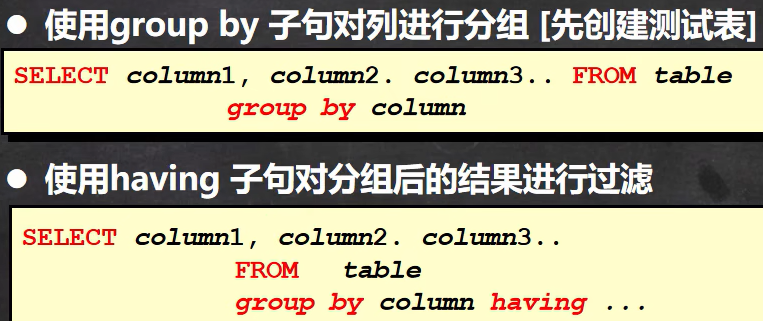 ● 使用group by 子句对列进行分组 [先创建测试表]
SELECT column1, column2. column3.. FROM table
group by column
● 使用having 子句对分组后的结果进行过滤
SELECT column1, column2. column3..
FROM table
group by column having ...